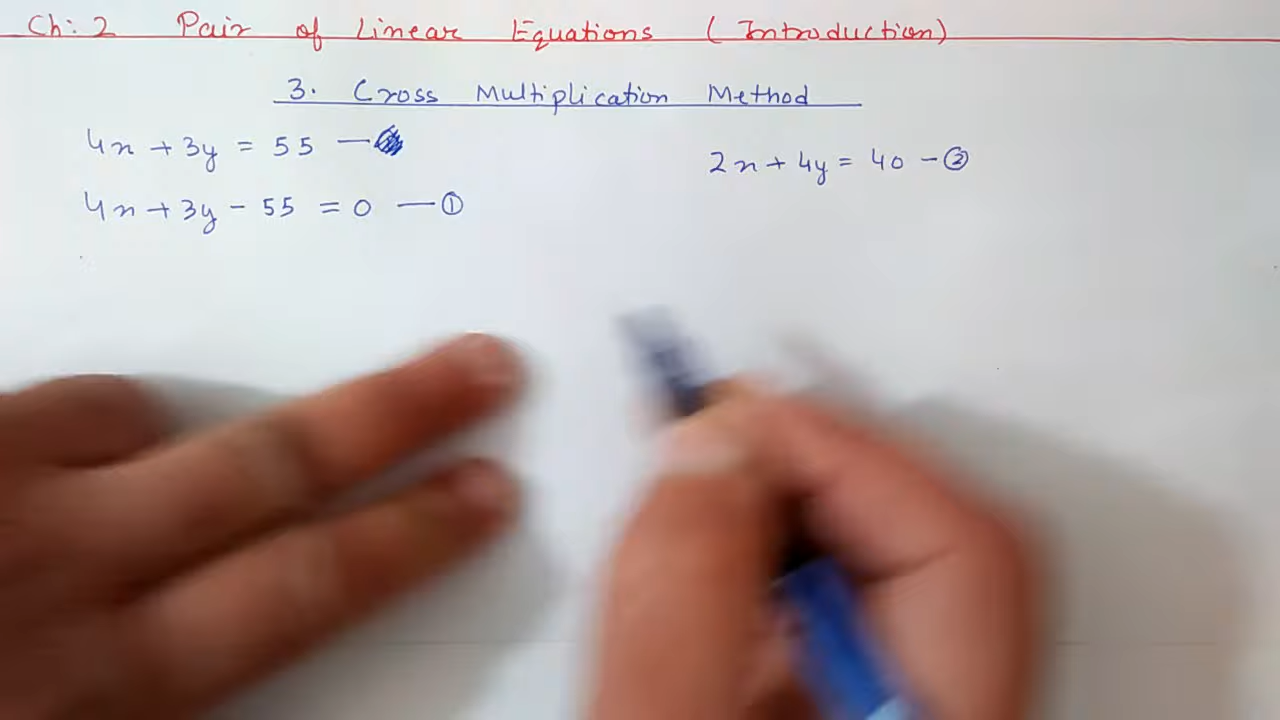 Ch: 2 Pair of Linear Equations (Introduction)
3. Cross Multiplication Method
4x + 3y = 55 —
2x + 4y = 40 — ②
4x + 3y - 55 = 0 — ①